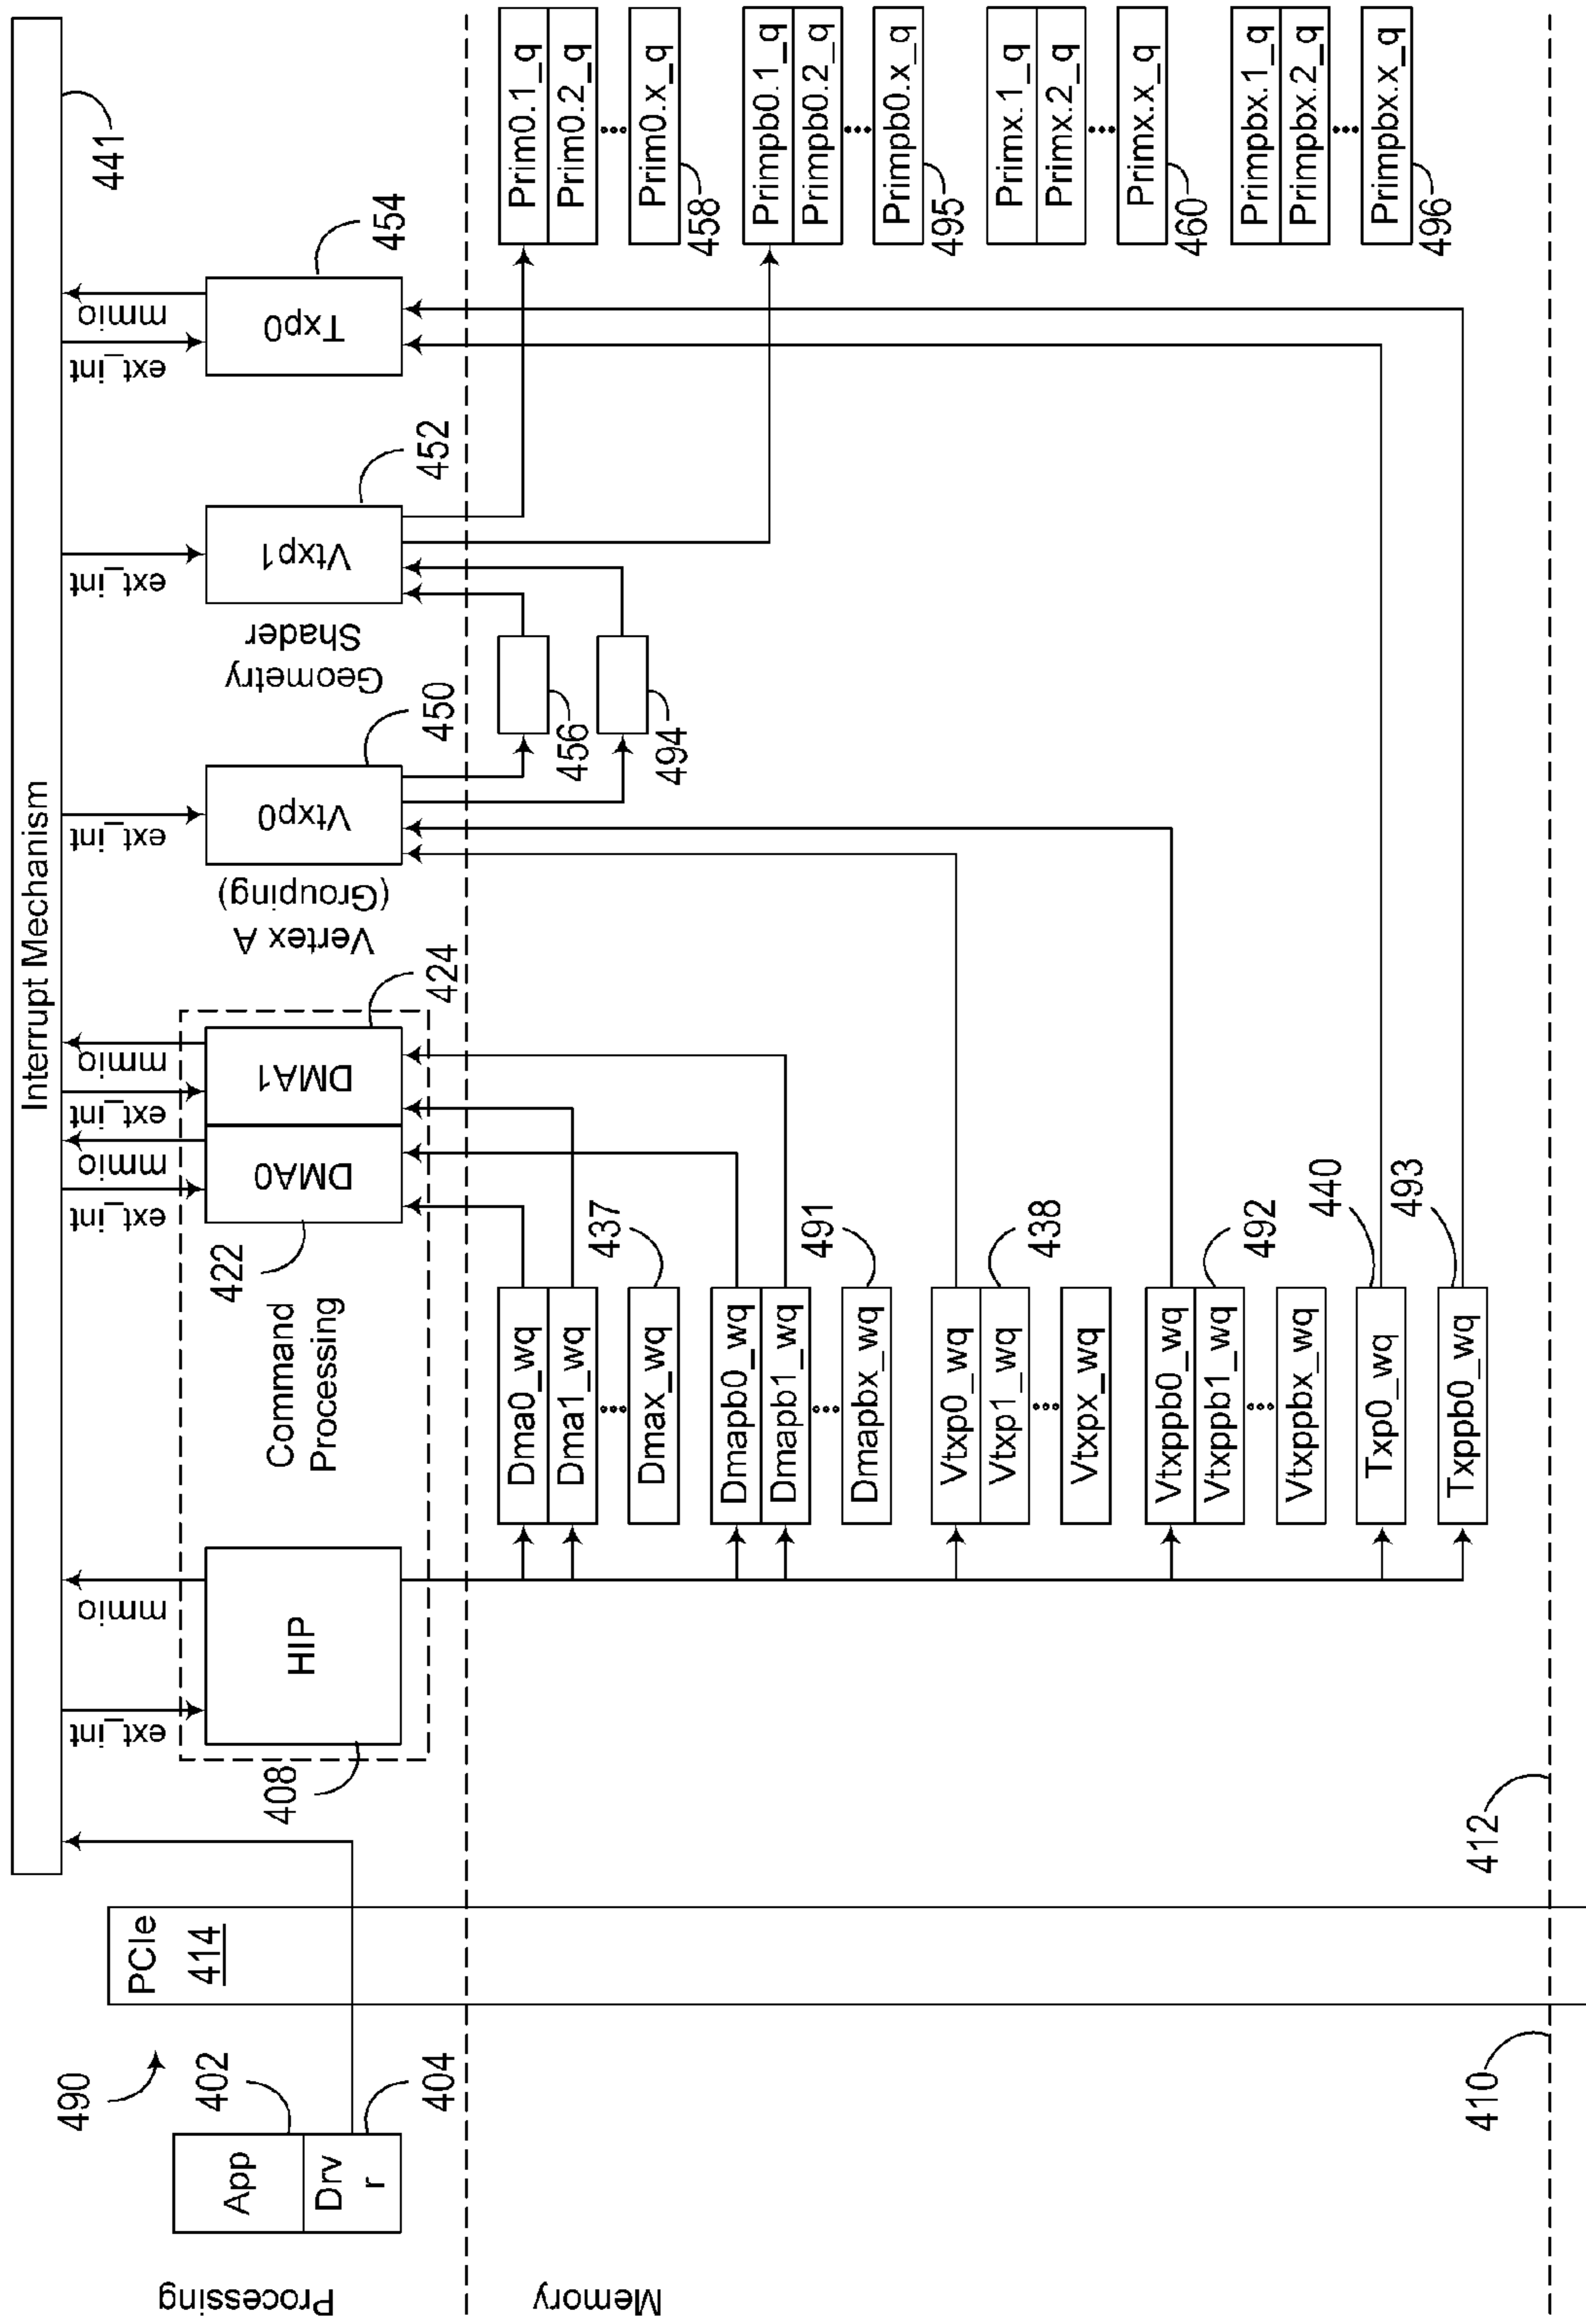 Interrupt Mechanism
441
490
PCIe
414
App
402
Drv
r
404
Processing
Memory
410
412
ext_int
mmio
HIP
408
Command
Processing
ext_int
mmio
DMA0
422
ext_int
mmio
DMA1
424
ext_int
Vtxp0
450
Vertex A
(Grouping)
ext_int
Vtxp1
452
Geometry
Shader
ext_int
mmio
Txp0
454
Dma0_wq
Dma1_wq
Dmax_wq
437
Dmapb0_wq
Dmapb1_wq
Dmapbx_wq
491
Vtxp0_wq
Vtxp1_wq
438
Vtxpx_wq
Vtxppb0_wq
Vtxppb1_wq
492
Vtxppbx_wq
Txp0_wq
440
Txppb0_wq
493
456
494
Prim0.1_q
Prim0.2_q
Prim0.x_q
458
Primpb0.1_q
Primpb0.2_q
Primpb0.x_q
495
Primx.1_q
Primx.2_q
Primx.x_q
460
Primpbx.1_q
Primpbx.2_q
Primpbx.x_q
496